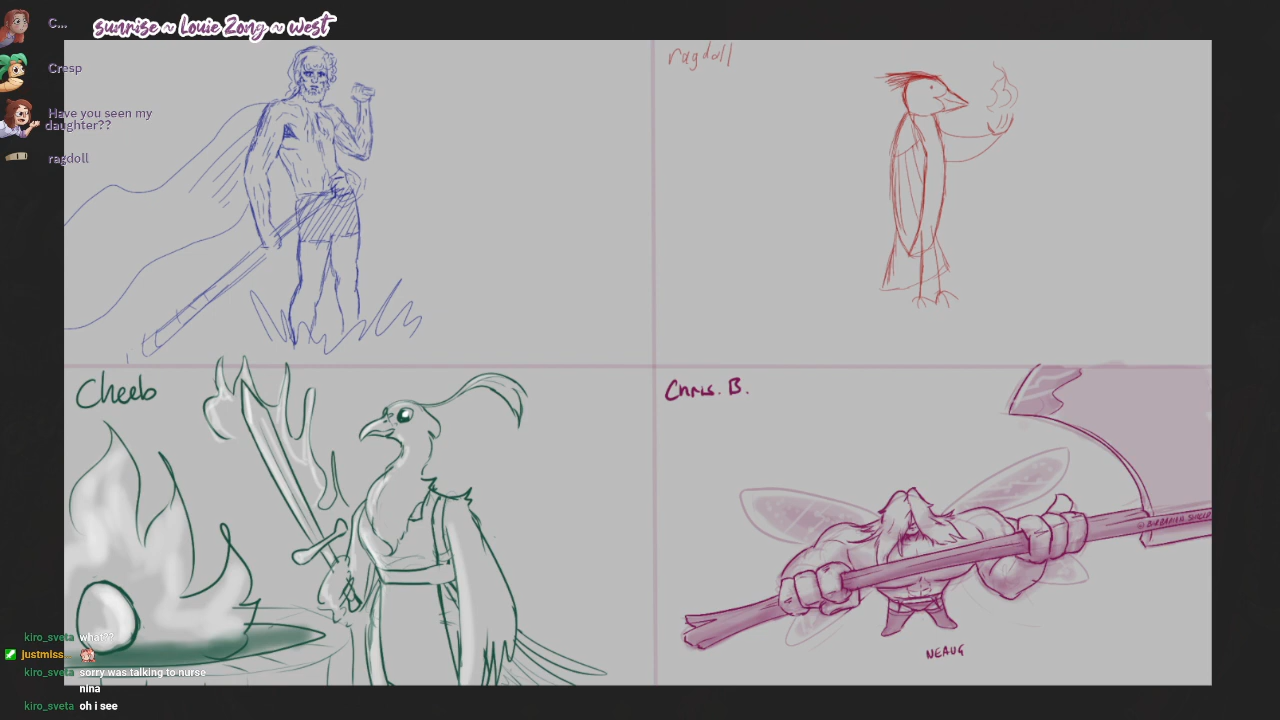 sunrise ~ Louie Zong ~ west
C...
Cresp
Have you seen my
daughter??
ragdoll
ragdoll
Cheeb
Chris. B.
NEAUG
kiro_sveta what??
justmiss
kiro_sveta sorry was talking to nurse
nina
kiro_sveta oh i see